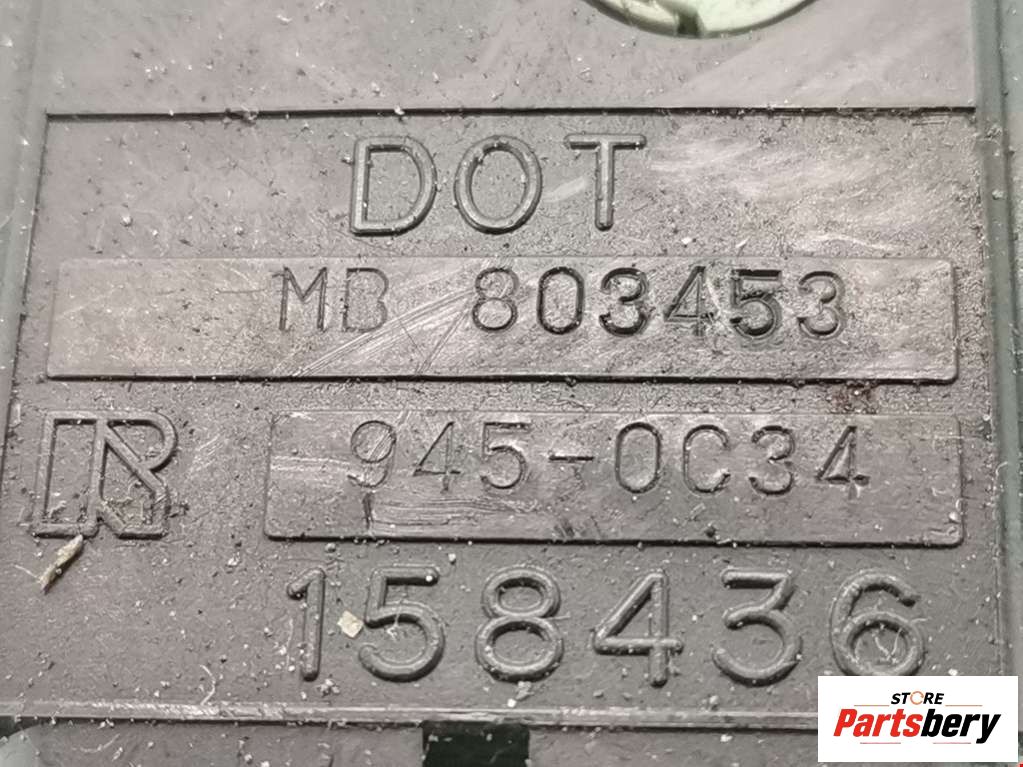 DOT
MB 803453
945-0C34
158436
STORE
Partsbery